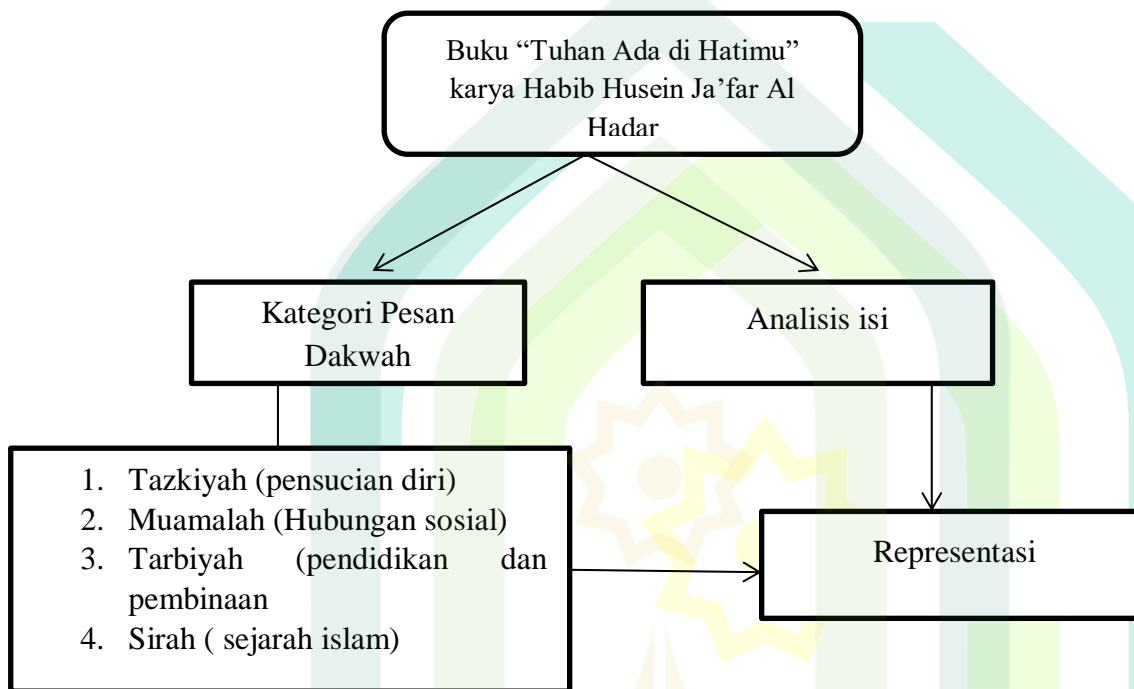 Buku “Tuhan Ada di Hatimu”
karya Habib Husein Ja’far Al
Hadar
Kategori Pesan
Dakwah
Analisis isi
1. Tazkiyah (pensucian diri)
2. Muamalah (Hubungan sosial)
3. Tarbiyah (pendidikan dan
pembinaan
4. Sirah ( sejarah islam)
Representasi